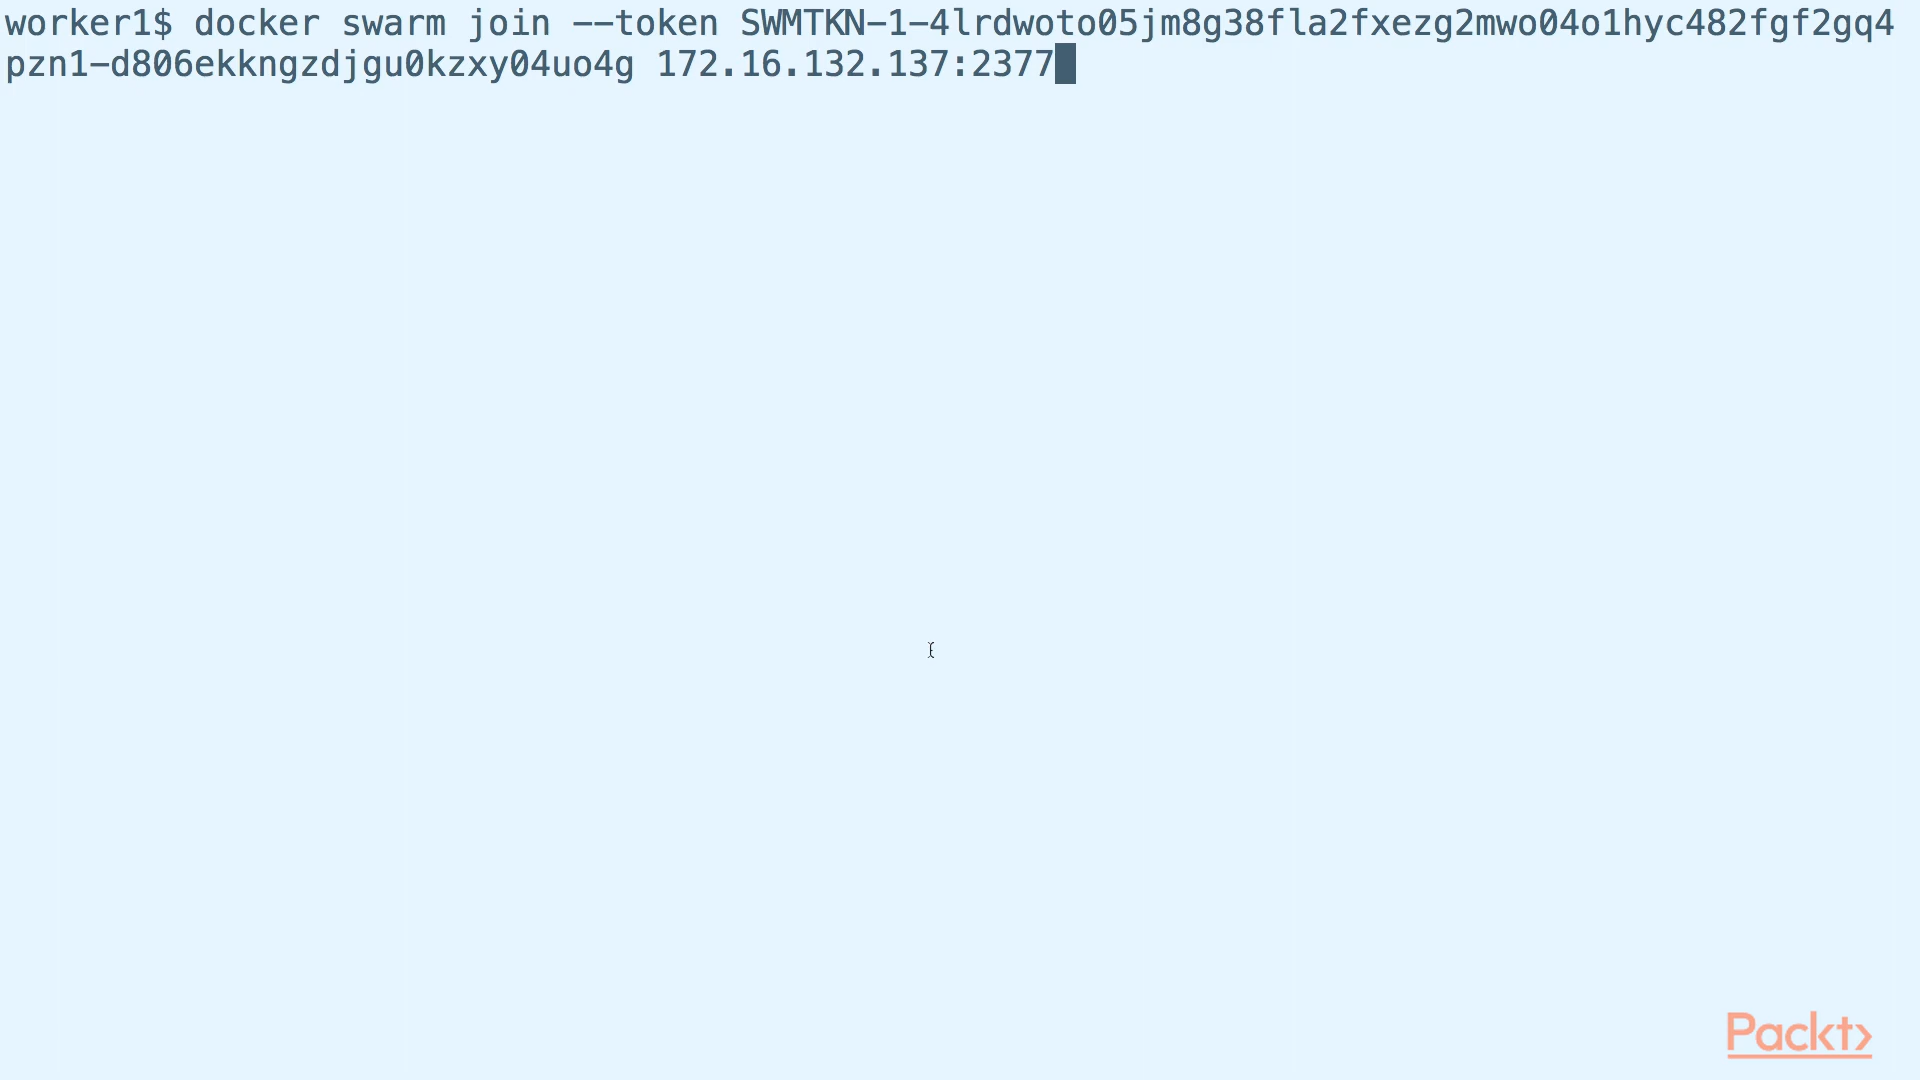 worker1$ docker swarm join --token SWMTKN-1-4lrdwoto05jm8g38fla2fxezg2mwo04o1hyc482fgf2gq4
pzn1-d806ekkngzdjgu0kzxy04uo4g 172.16.132.137:2377
Packt>